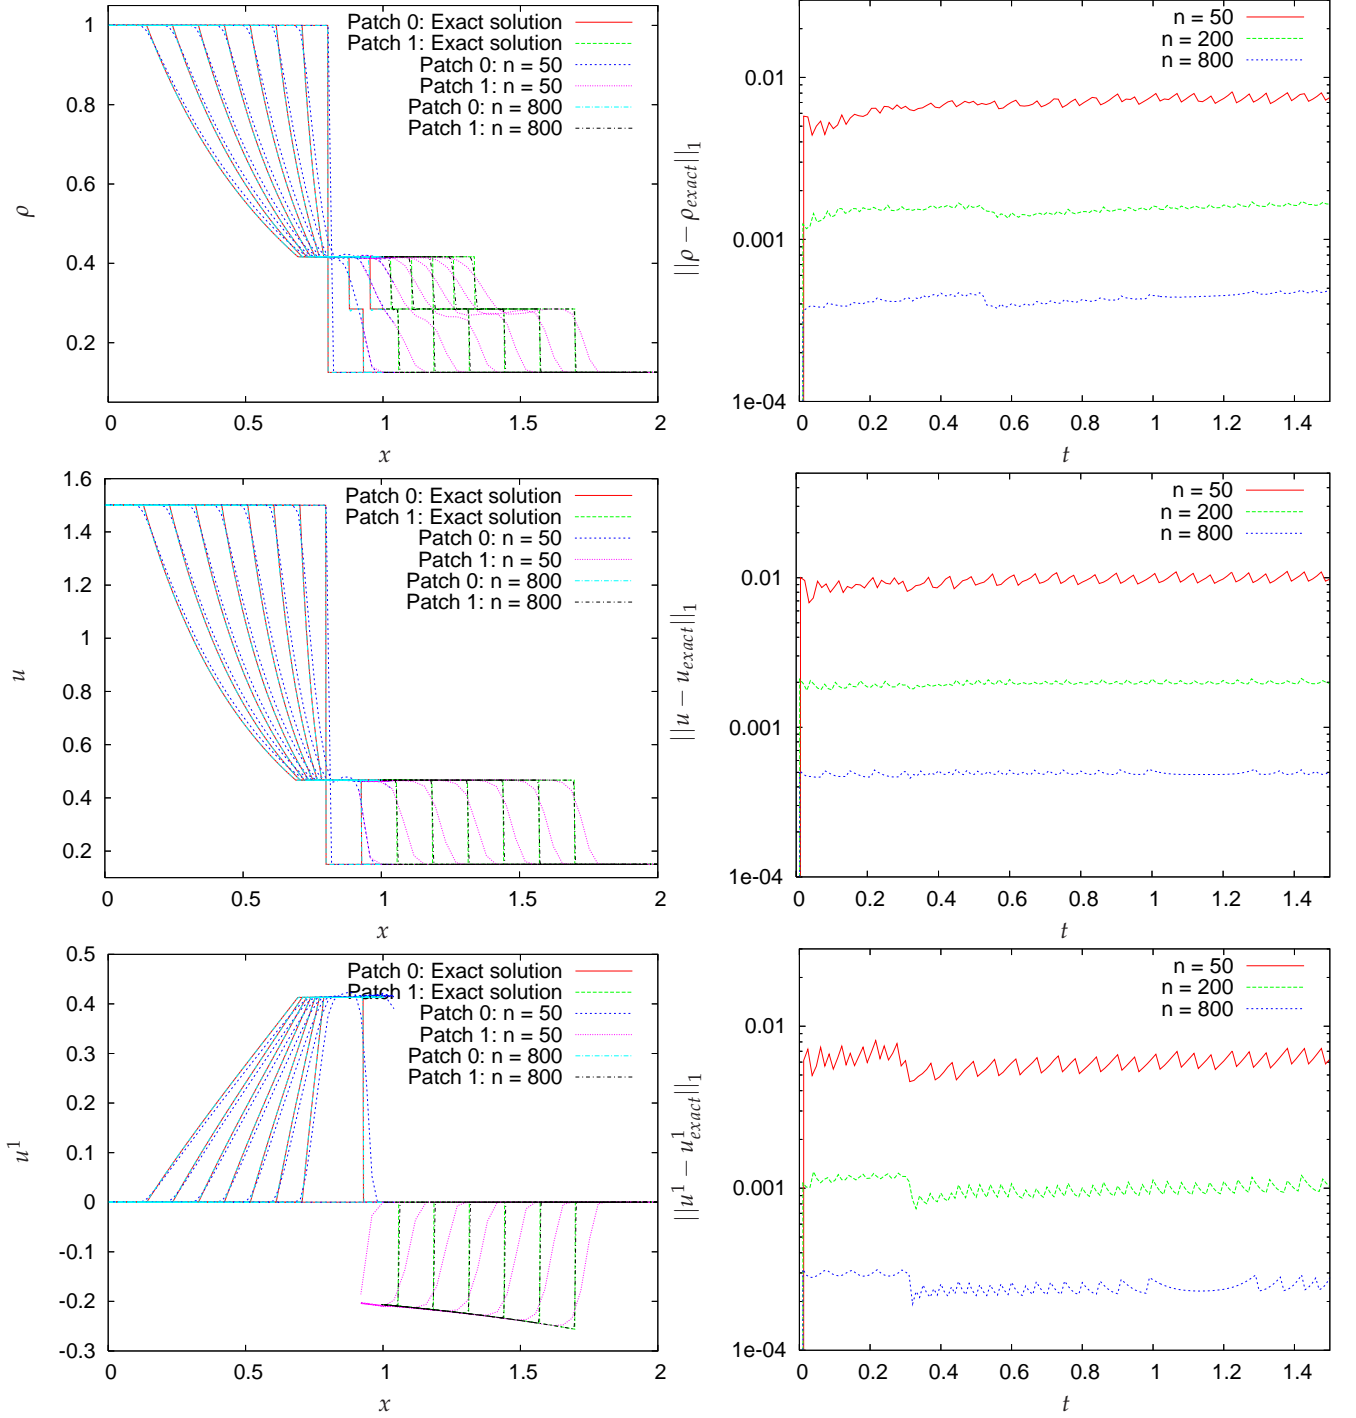 Patch 0: Exact solution
Patch 1: Exact solution
Patch 0: n = 50
Patch 1: n = 50
Patch 0: n = 800
Patch 1: n = 800
1
0.8
0.6
0.4
0.2
ρ
0 0.5 1 1.5 2
x
n = 50
n = 200
n = 800
0.01
0.001
1e-04
||ρ − ρ_exact||_1
0 0.2 0.4 0.6 0.8 1 1.2 1.4
t
Patch 0: Exact solution
Patch 1: Exact solution
Patch 0: n = 50
Patch 1: n = 50
Patch 0: n = 800
Patch 1: n = 800
1.6
1.4
1.2
1
0.8
0.6
0.4
0.2
u
0 0.5 1 1.5 2
x
n = 50
n = 200
n = 800
0.01
0.001
1e-04
||u − u_exact||_1
0 0.2 0.4 0.6 0.8 1 1.2 1.4
t
Patch 0: Exact solution
Patch 1: Exact solution
Patch 0: n = 50
Patch 1: n = 50
Patch 0: n = 800
Patch 1: n = 800
0.5
0.4
0.3
0.2
0.1
0
-0.1
-0.2
-0.3
u^1
0 0.5 1 1.5 2
x
n = 50
n = 200
n = 800
0.01
0.001
1e-04
||u^1 − u^1_exact||_1
0 0.2 0.4 0.6 0.8 1 1.2 1.4
t